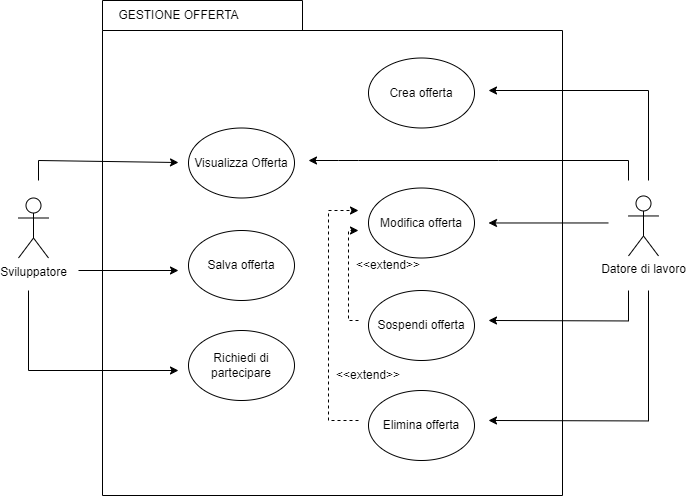 GESTIONE OFFERTA
Crea offerta
Visualizza Offerta
Modifica offerta
Salva offerta
<<extend>>
Sviluppatore
Datore di lavoro
Sospendi offerta
Richiedi di
partecipare
<<extend>>
Elimina offerta